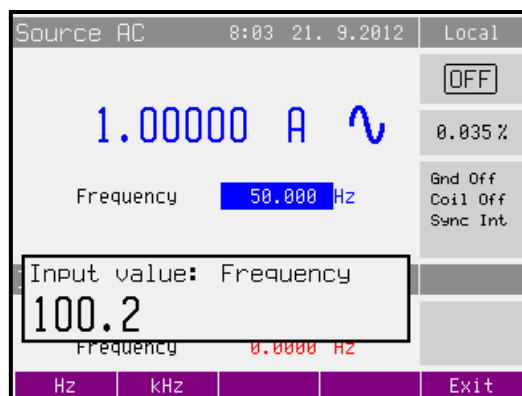 Source AC 8:03 21. 9.2012 Local
OFF
1.00000 A
0.035%
Frequency 50.000 Hz
Gnd Off
Coil Off
Sync Int
Input value: Frequency
100.2
Frequency 0.0000 Hz
Hz kHz Exit